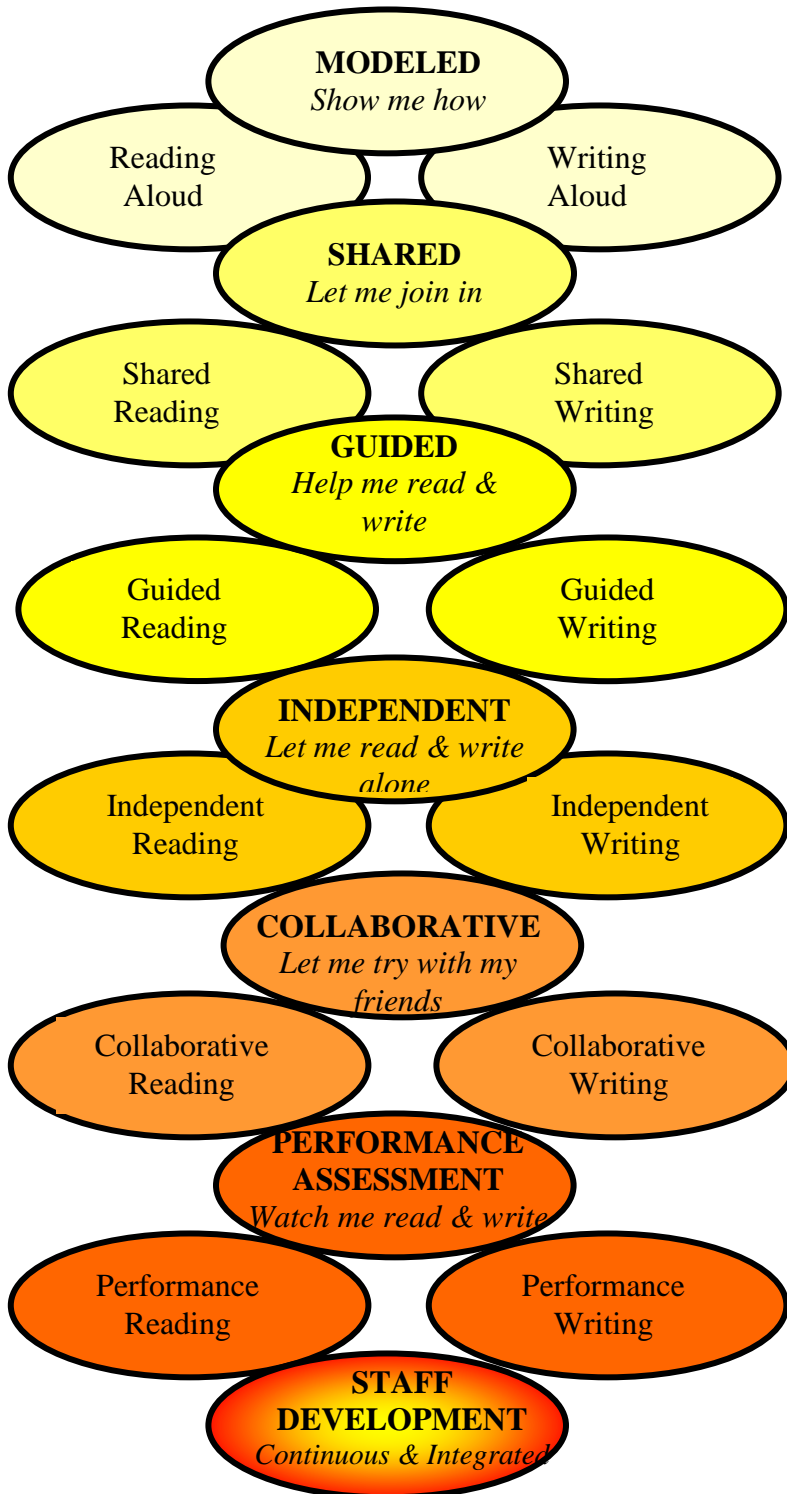 MODELED
Show me how
Reading
Aloud
Writing
Aloud
SHARED
Let me join in
Shared
Reading
Shared
Writing
GUIDED
Help me read &
write
Guided
Reading
Guided
Writing
INDEPENDENT
Let me read & write
alone
Independent
Reading
Independent
Writing
COLLABORATIVE
Let me try with my
friends
Collaborative
Reading
Collaborative
Writing
PERFORMANCE
ASSESSMENT
Watch me read & write
Performance
Reading
Performance
Writing
STAFF
DEVELOPMENT
Continuous & Integrated